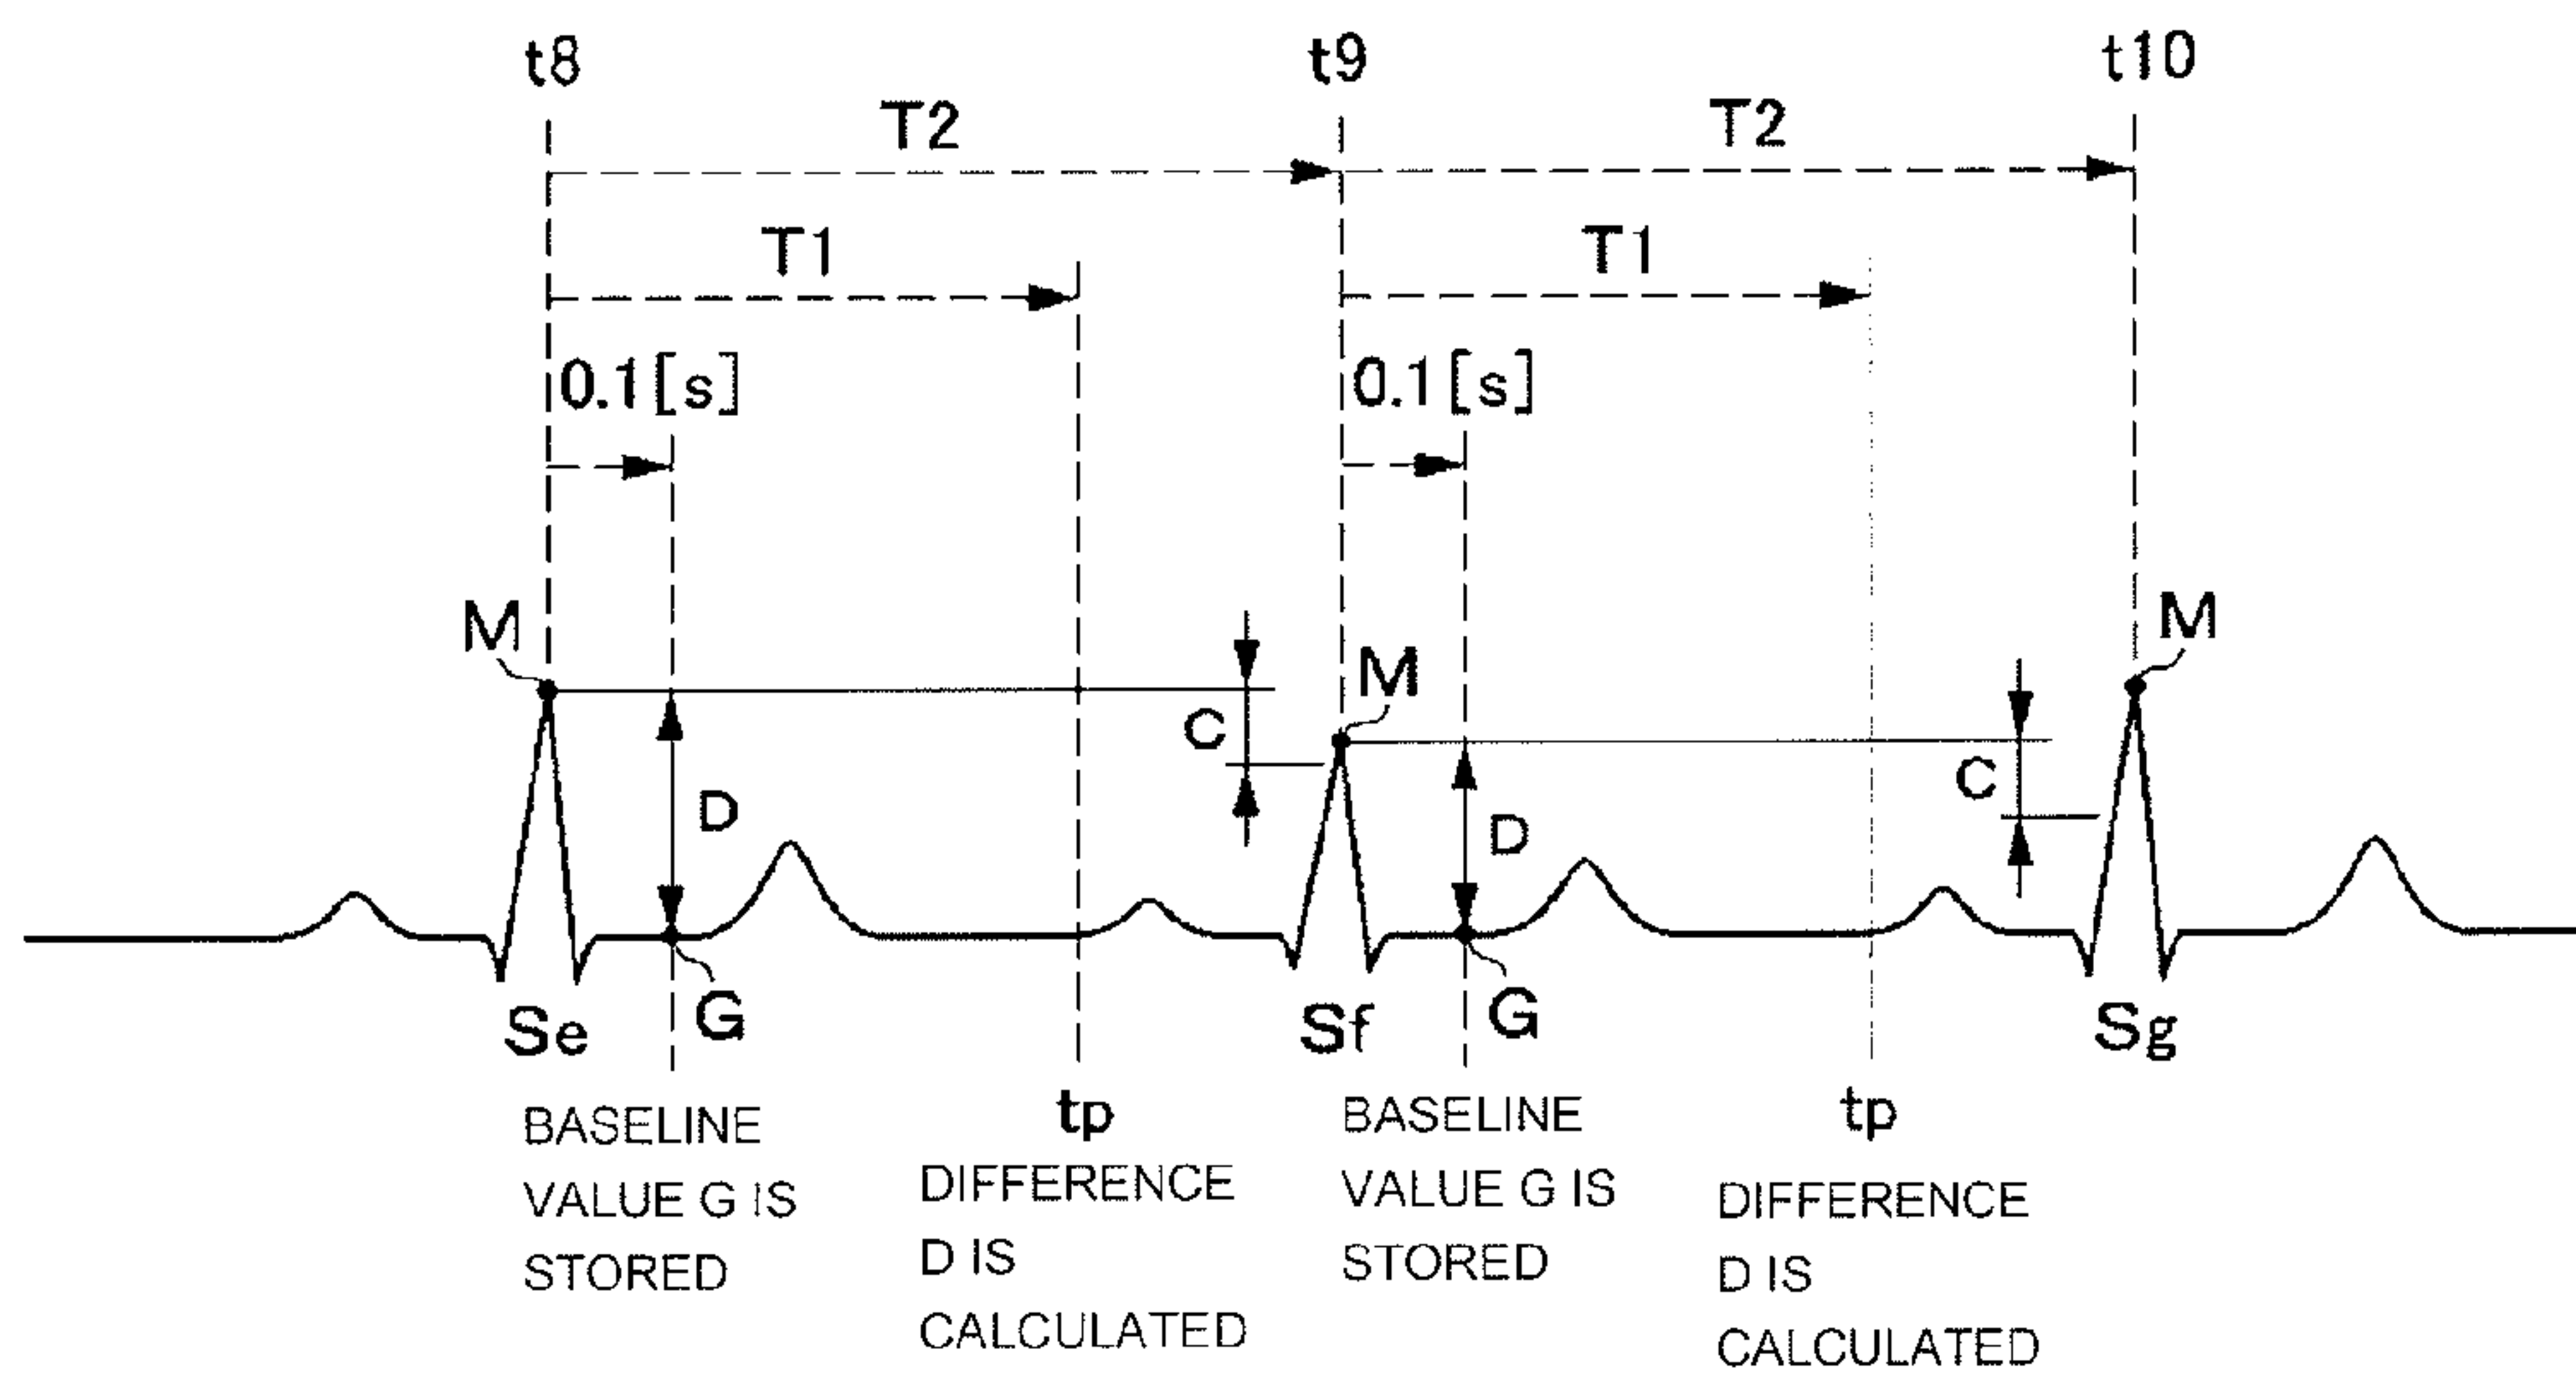 t8
t9
t10
T2
T2
T1
T1
0.1[s]
0.1[s]
M
M
M
C
C
D
D
Se
G
Sf
G
Sg
BASELINE
VALUE G IS
STORED
tp
DIFFERENCE
D IS
CALCULATED
BASELINE
VALUE G IS
STORED
tp
DIFFERENCE
D IS
CALCULATED